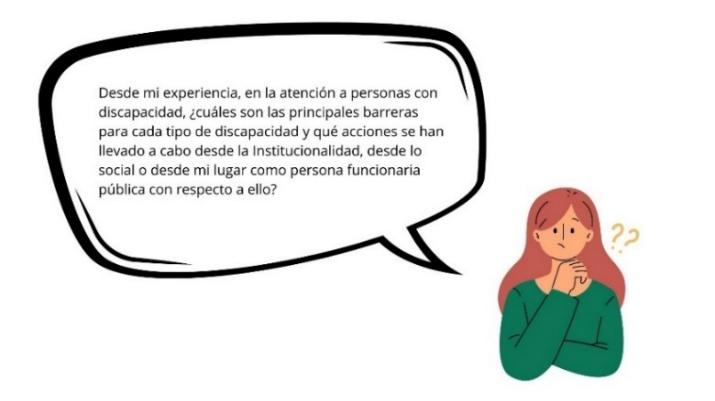 Desde mi experiencia, en la atención a personas con
discapacidad, ¿cuáles son las principales barreras
para cada tipo de discapacidad y qué acciones se han
llevado a cabo desde la Institucionalidad, desde lo
social o desde mi lugar como persona funcionaria
pública con respecto a ello?
??